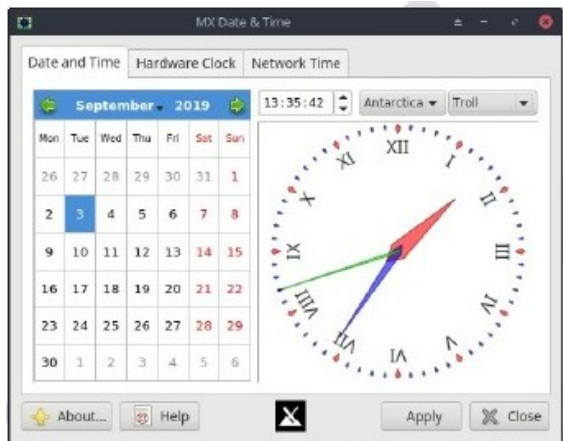 MX Date & Time
Date and Time Hardware Clock Network Time
September 2019 13:35:42 Antarctica Troll
Mon Tue Wed Thu Fri Sat Sun
26 27 28 29 30 31 1
2 3 4 5 6 7 8
9 10 11 12 13 14 15
16 17 18 19 20 21 22
23 24 25 26 27 28 29
30 1 2 3 4 5 6
XII
I
II
III
IV
V
VI
VII
VIII
IX
X
XI
About... Help X Apply Close